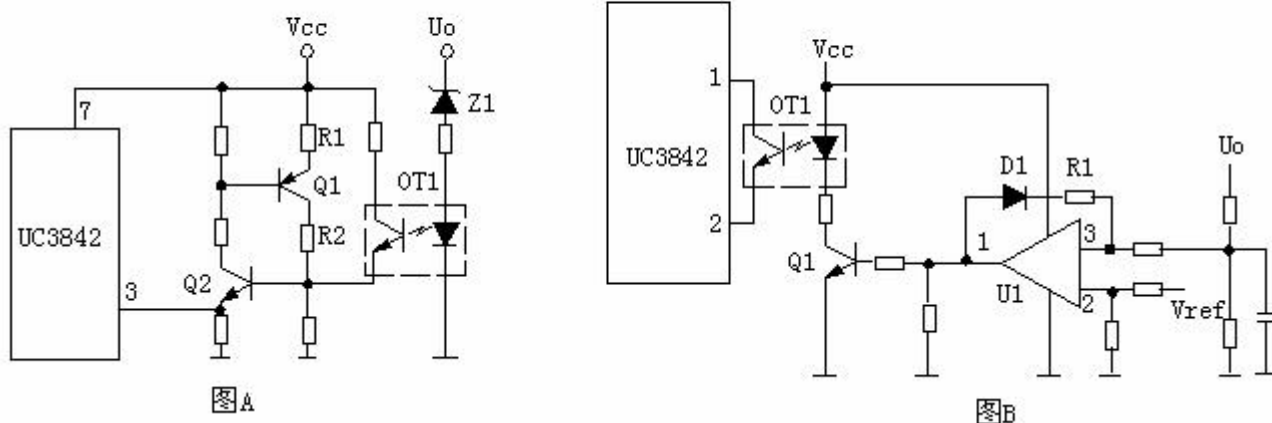 Vcc
Uo
7
Z1
R1
Q1
OT1
UC3842
R2
Q2
3
图A
Vcc
1
OT1
UC3842
Uo
D1
R1
2
1
3
Q1
U1
2
Vref
图B